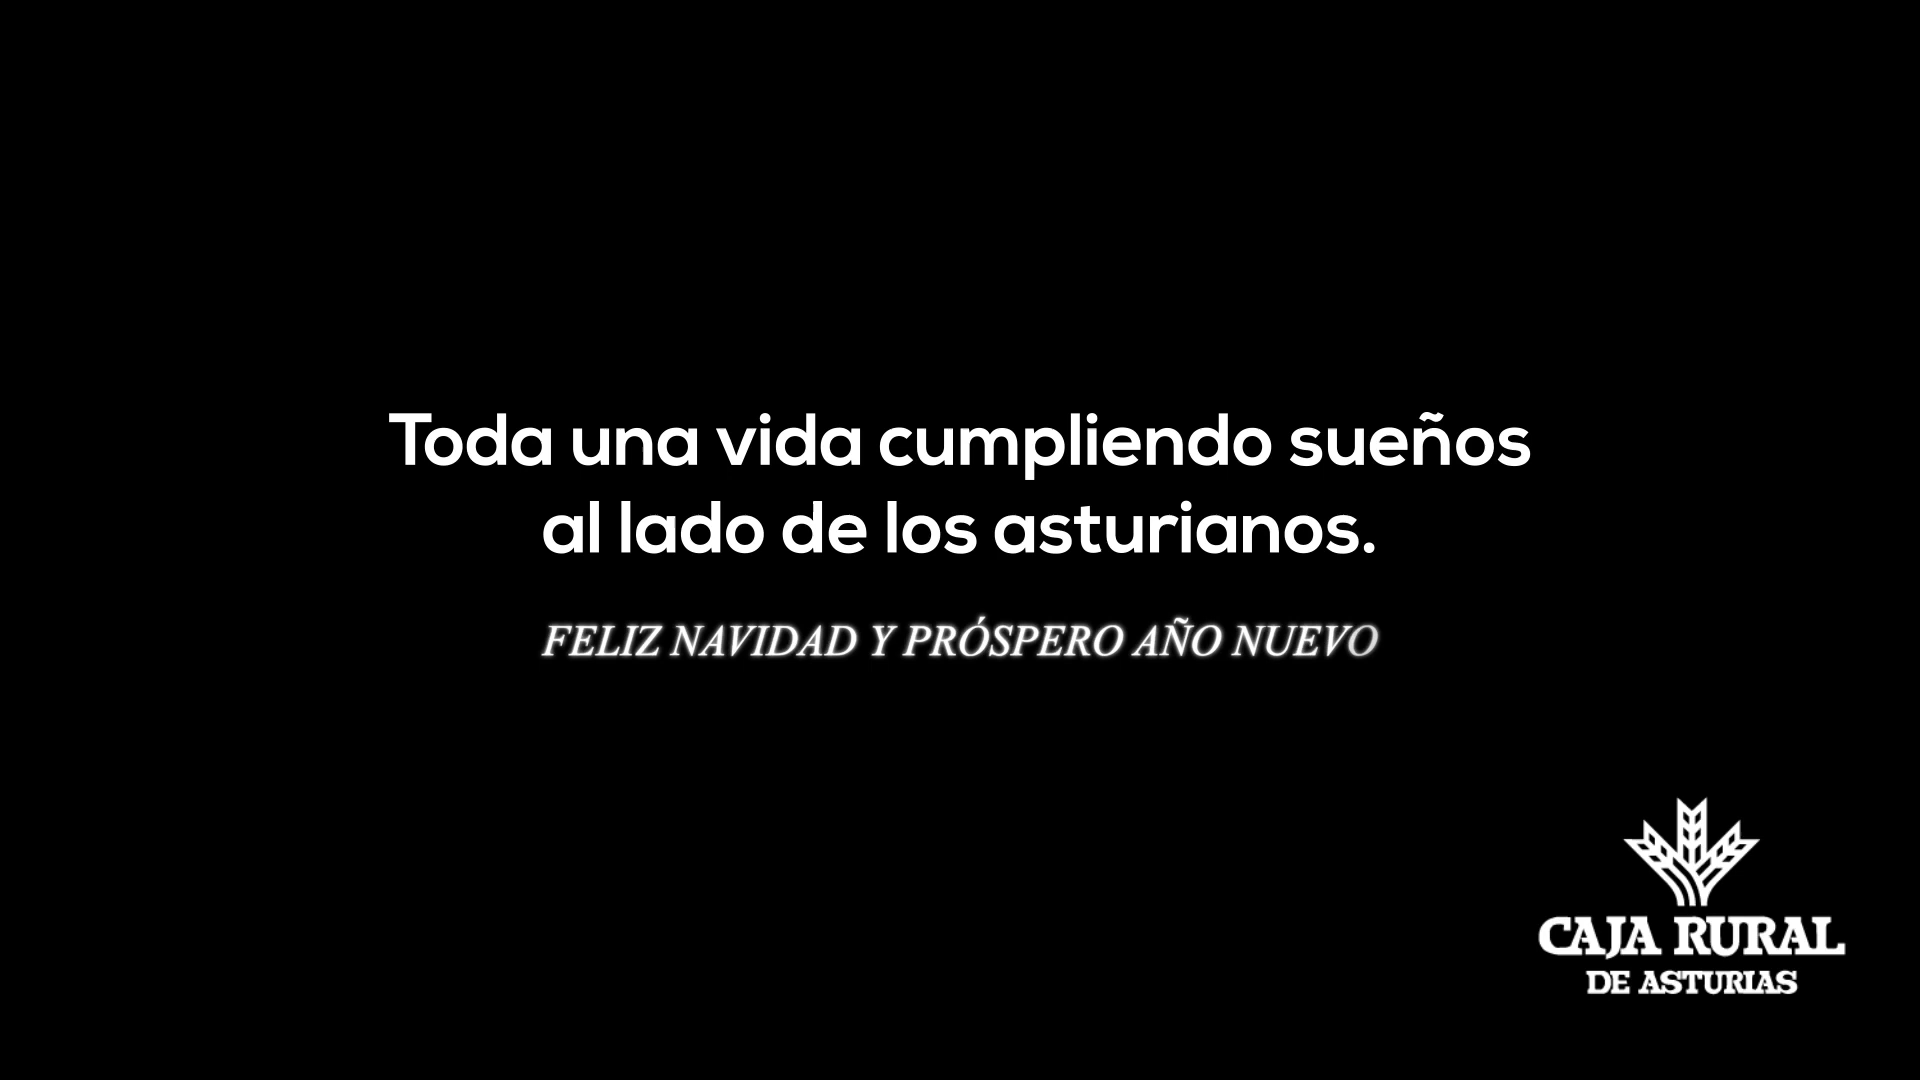 Toda una vida cumpliendo sueños
al lado de los asturianos.
FELIZ NAVIDAD Y PRÓSPERO AÑO NUEVO
CAJA RURAL
DE ASTURIAS